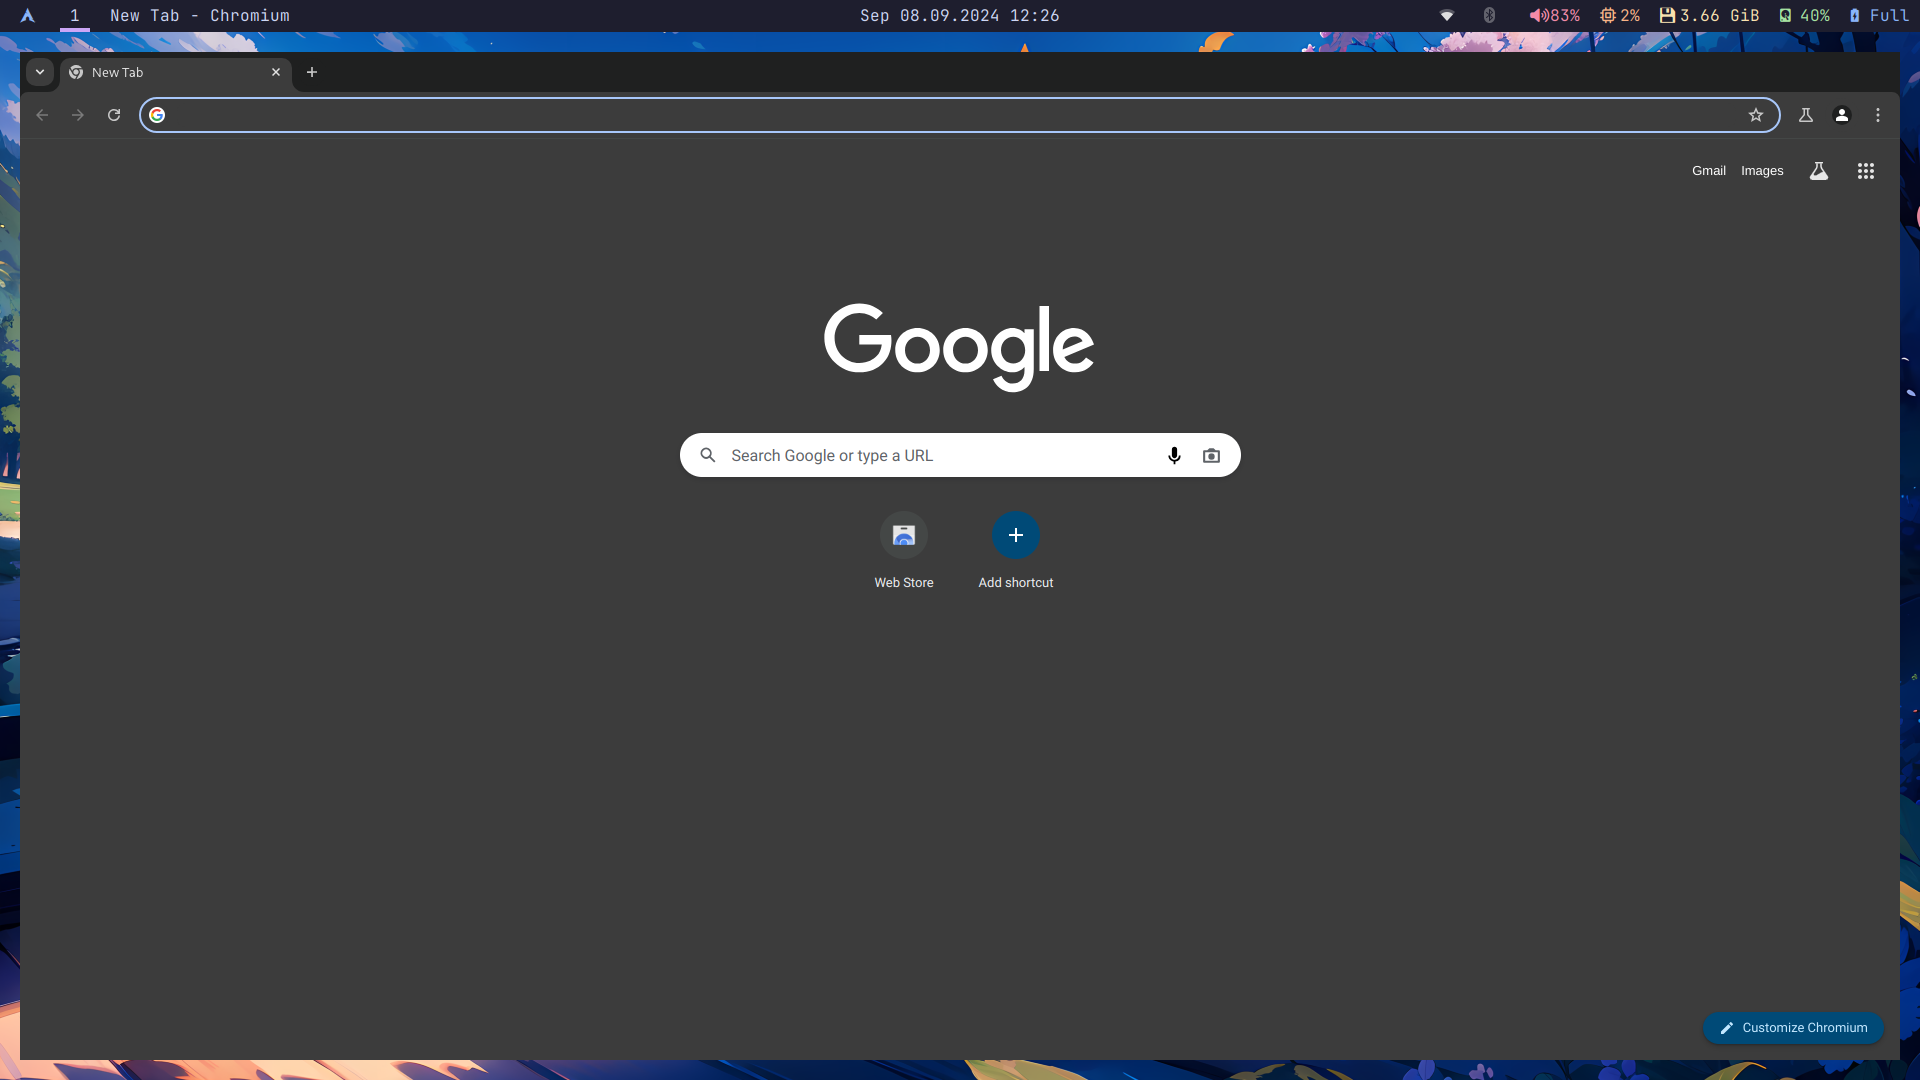 1 New Tab - Chromium Sep 08.09.2024 12:26 83% 2% 3.66 GiB 40% Full
New Tab
Gmail Images
Google
Search Google or type a URL
Web Store Add shortcut
Customize Chromium